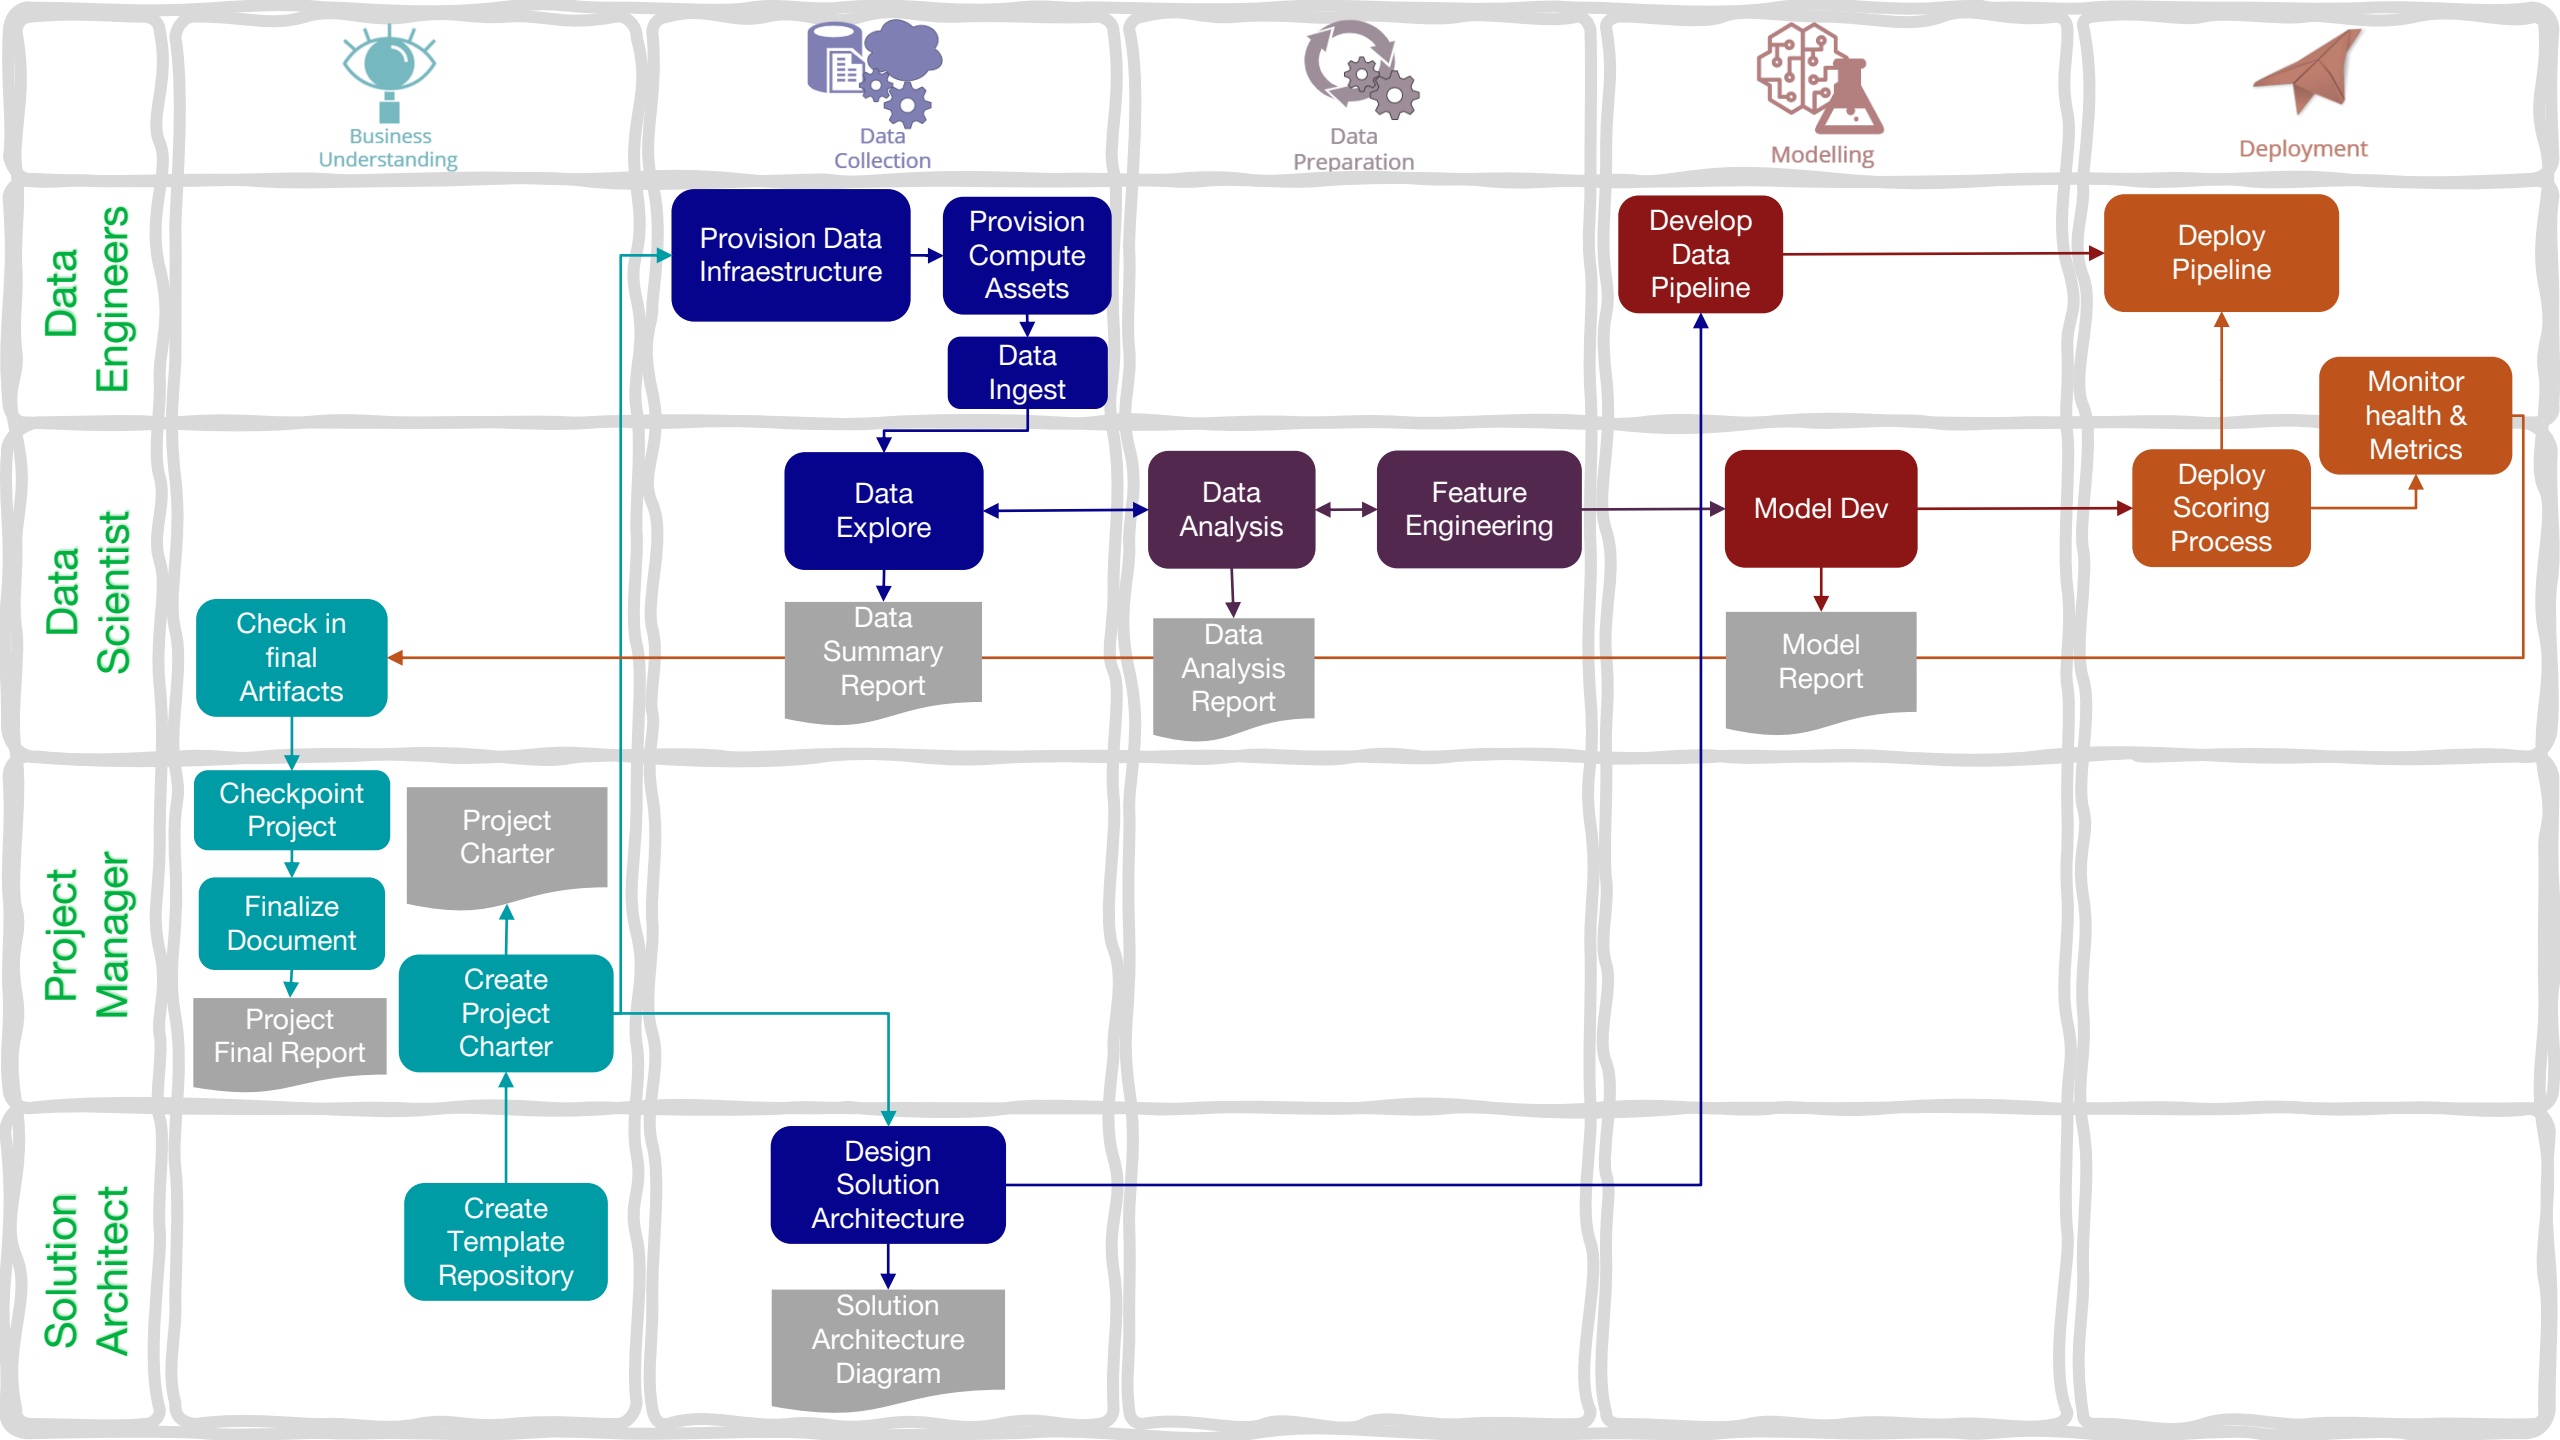 Business
Understanding
Data
Collection
Data
Preparation
Modelling
Deployment
Data
Engineers
Provision Data
Infraestructure
Provision
Compute
Assets
Data
Ingest
Develop
Data
Pipeline
Deploy
Pipeline
Monitor
health &
Metrics
Data
Scientist
Data
Explore
Data
Analysis
Feature
Engineering
Model Dev
Deploy
Scoring
Process
Check in
final
Artifacts
Data
Summary
Report
Data
Analysis
Report
Model
Report
Project
Manager
Checkpoint
Project
Project
Charter
Finalize
Document
Create
Project
Charter
Project
Final Report
Solution
Architect
Create
Template
Repository
Design
Solution
Architecture
Solution
Architecture
Diagram